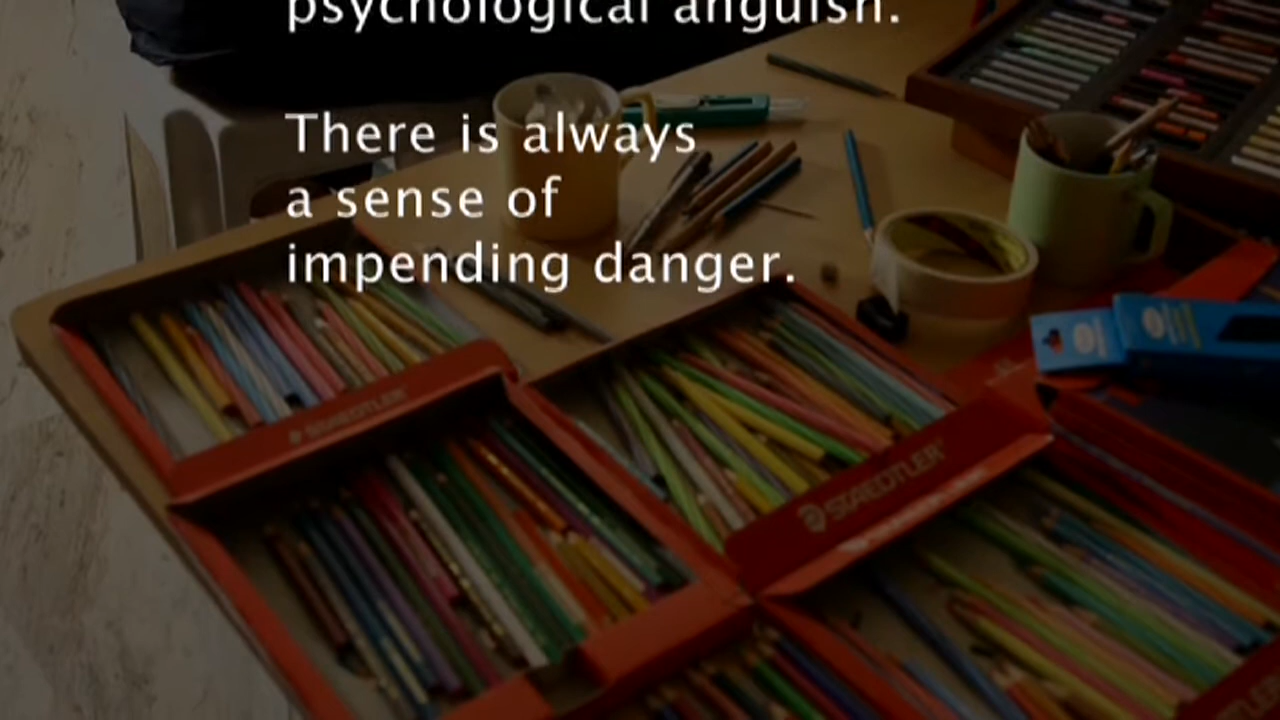 psychological anguish.
There is always
a sense of
impending danger.
STAEDTLER
STAEDTLER